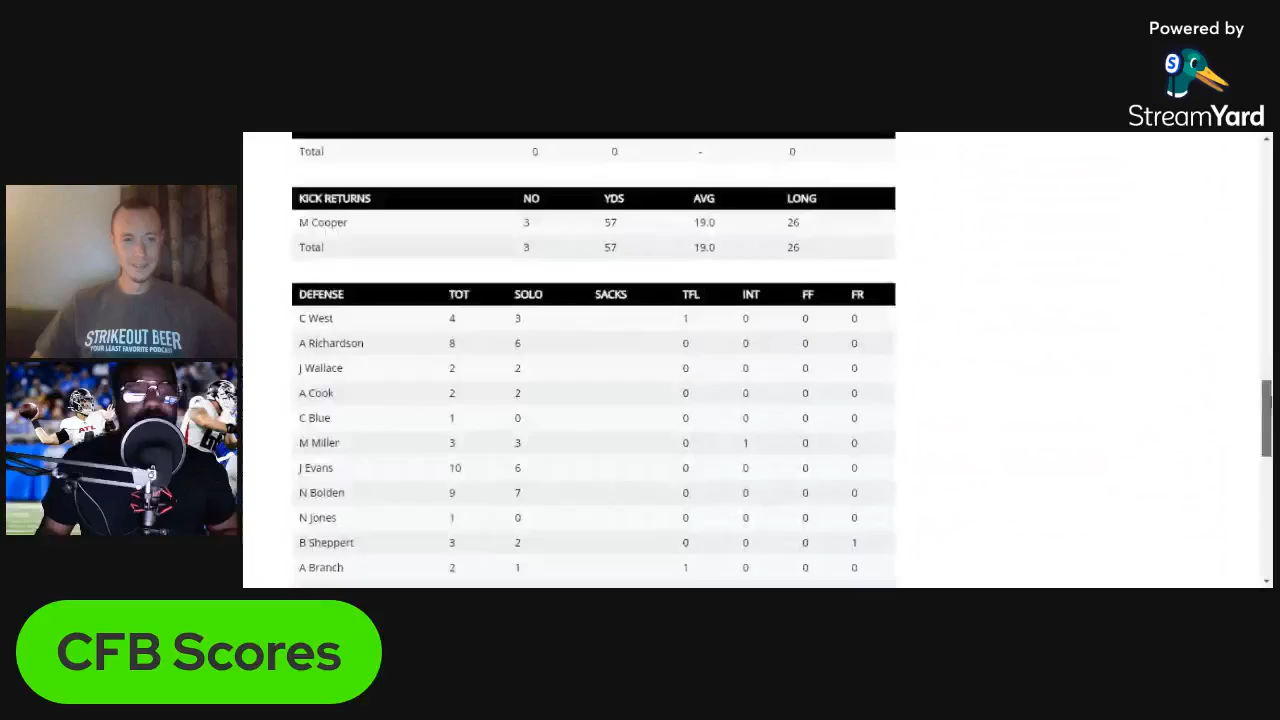 Powered by
S
StreamYard
Total 0 0 - 0
KICK RETURNS NO YDS AVG LONG
M Cooper 3 57 19.0 26
Total 3 57 19.0 26
DEFENSE TOT SOLO SACKS TFL INT FF FR
C West 4 3 1 0 0 0
A Richardson 8 6 0 0 0 0
J Wallace 2 2 0 0 0 0
A Cook 2 2 0 0 0 0
C Blue 1 0 0 0 0 0
M Miller 3 3 0 1 0 0
J Evans 10 6 0 0 0 0
N Bolden 9 7 0 0 0 0
N Jones 1 0 0 0 0 0
B Sheppert 3 2 0 0 0 1
A Branch 2 1 1 0 0 0
STRIKEOUT BEER
YOUR LEAST FAVORITE PODCAST
ATL
CFB Scores